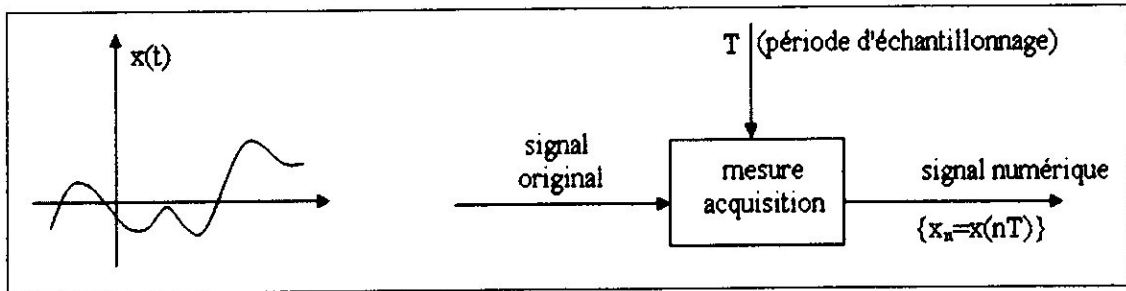 x(t)
T (période d'échantillonnage)
signal
original
mesure
acquisition
signal numérique
{xₙ=x(nT)}